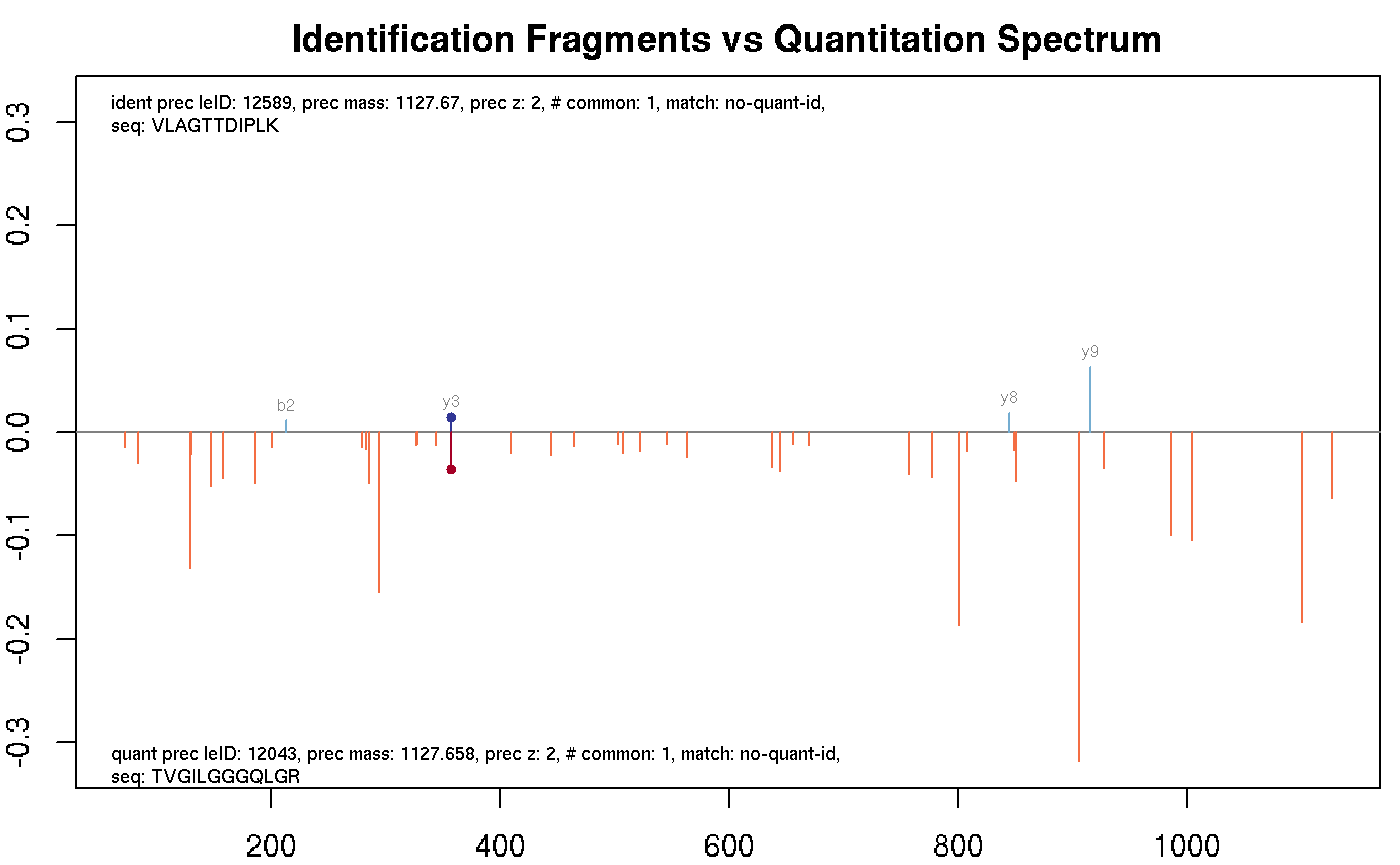 Identification Fragments vs Quantitation Spectrum
ident prec leID: 12589, prec mass: 1127.67, prec z: 2, # common: 1, match: no-quant-id,
seq: VLAGTTDIPLK
0.3
0.2
0.1
0.0
-0.1
-0.2
-0.3
b2
y3
y8
y9
quant prec leID: 12043, prec mass: 1127.658, prec z: 2, # common: 1, match: no-quant-id,
seq: TVGILGGGQLGR
200
400
600
800
1000